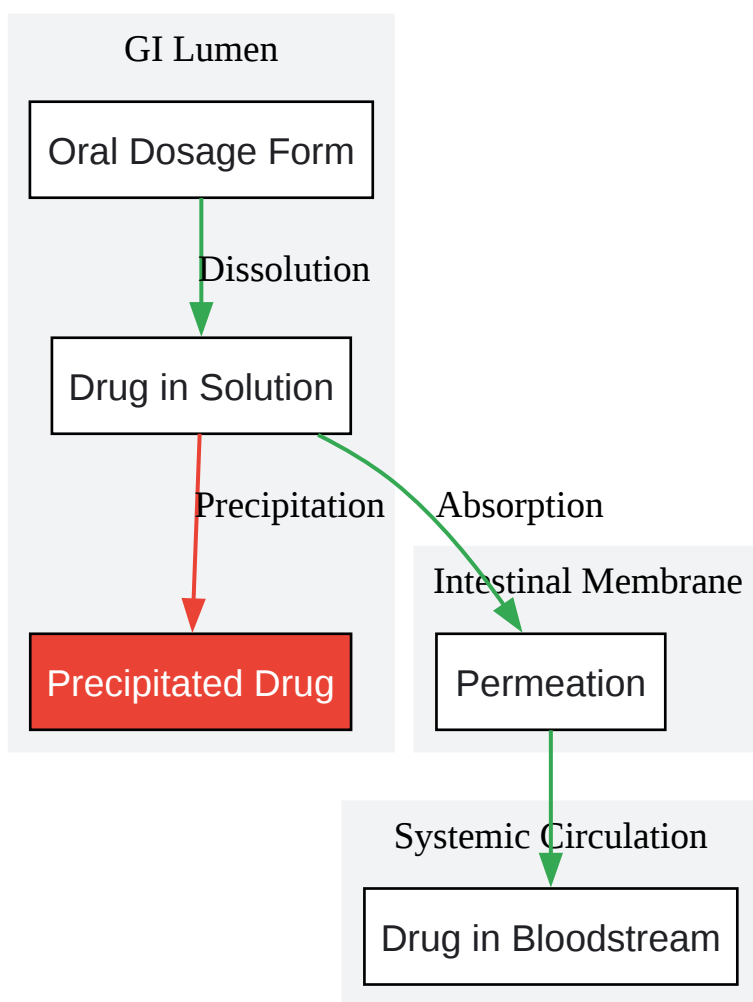 GI Lumen
Oral Dosage Form
Dissolution
Drug in Solution
Precipitation
Absorption
Intestinal Membrane
Precipitated Drug
Permeation
Systemic Circulation
Drug in Bloodstream